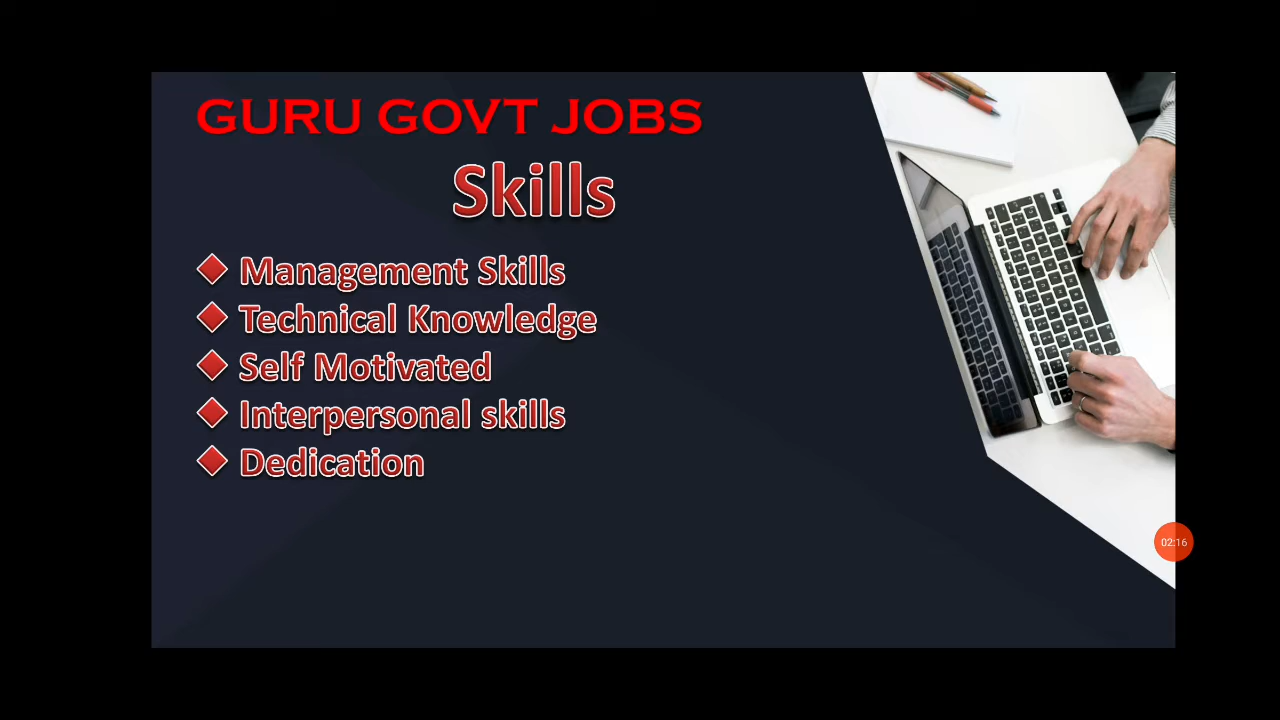 GURU GOVT JOBS
Skills
Management Skills
Technical Knowledge
Self Motivated
Interpersonal skills
Dedication
02:16